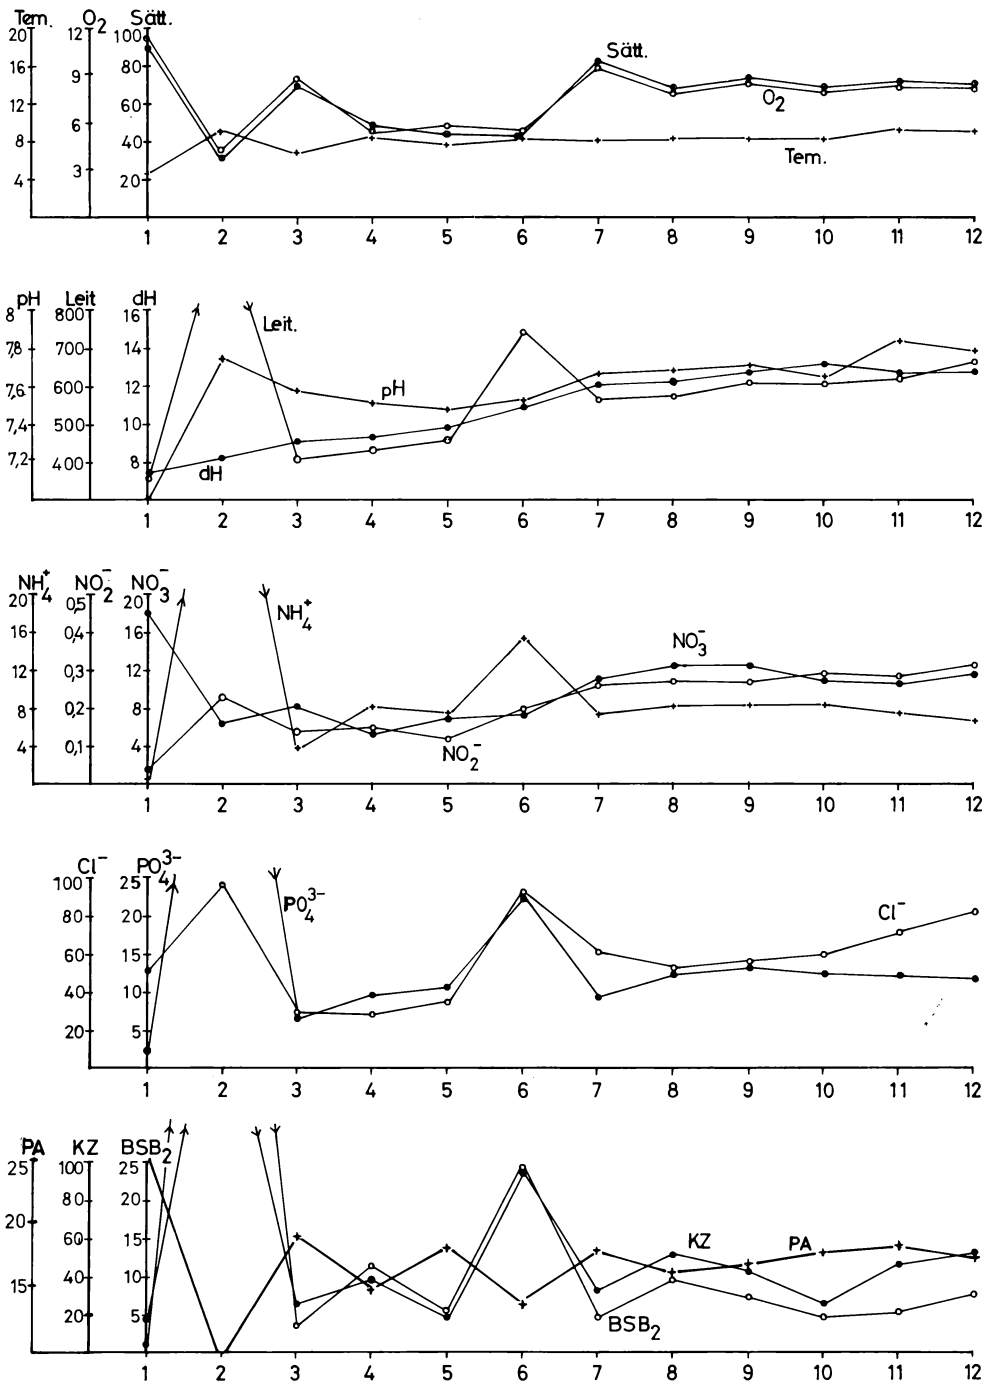 Tem. O₂ Sätt.
20 12 100
16 9 80
12 6 60
8 3 40
4 20
Sätt.
O₂
Tem.
1 2 3 4 5 6 7 8 9 10 11 12
pH Leit dH
8 800 16
7,8 700 14
7,6 600 12
7,4 500 10
7,2 400 8
Leit.
pH
dH
1 2 3 4 5 6 7 8 9 10 11 12
NH₄⁺ NO₂⁻ NO₃⁻
20 0,5 20
16 0,4 16
12 0,3 12
8 0,2 8
4 0,1 4
NH₄⁺
NO₃⁻
NO₂⁻
1 2 3 4 5 6 7 8 9 10 11 12
Cl⁻ PO₄³⁻
100 25
80 20
60 15
40 10
20 5
PO₄³⁻
Cl⁻
1 2 3 4 5 6 7 8 9 10 11 12
PA KZ BSB₂
25 100 25
80 20
20 60 15
15 40 10
20 5
KZ PA
BSB₂
1 2 3 4 5 6 7 8 9 10 11 12